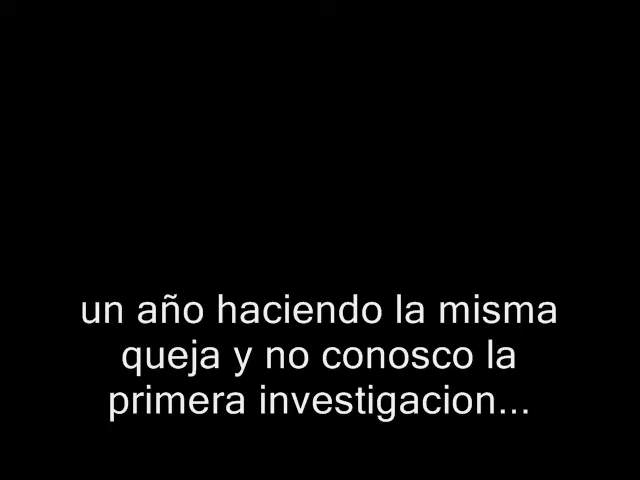 un año haciendo la misma
queja y no conosco la
primera investigacion...